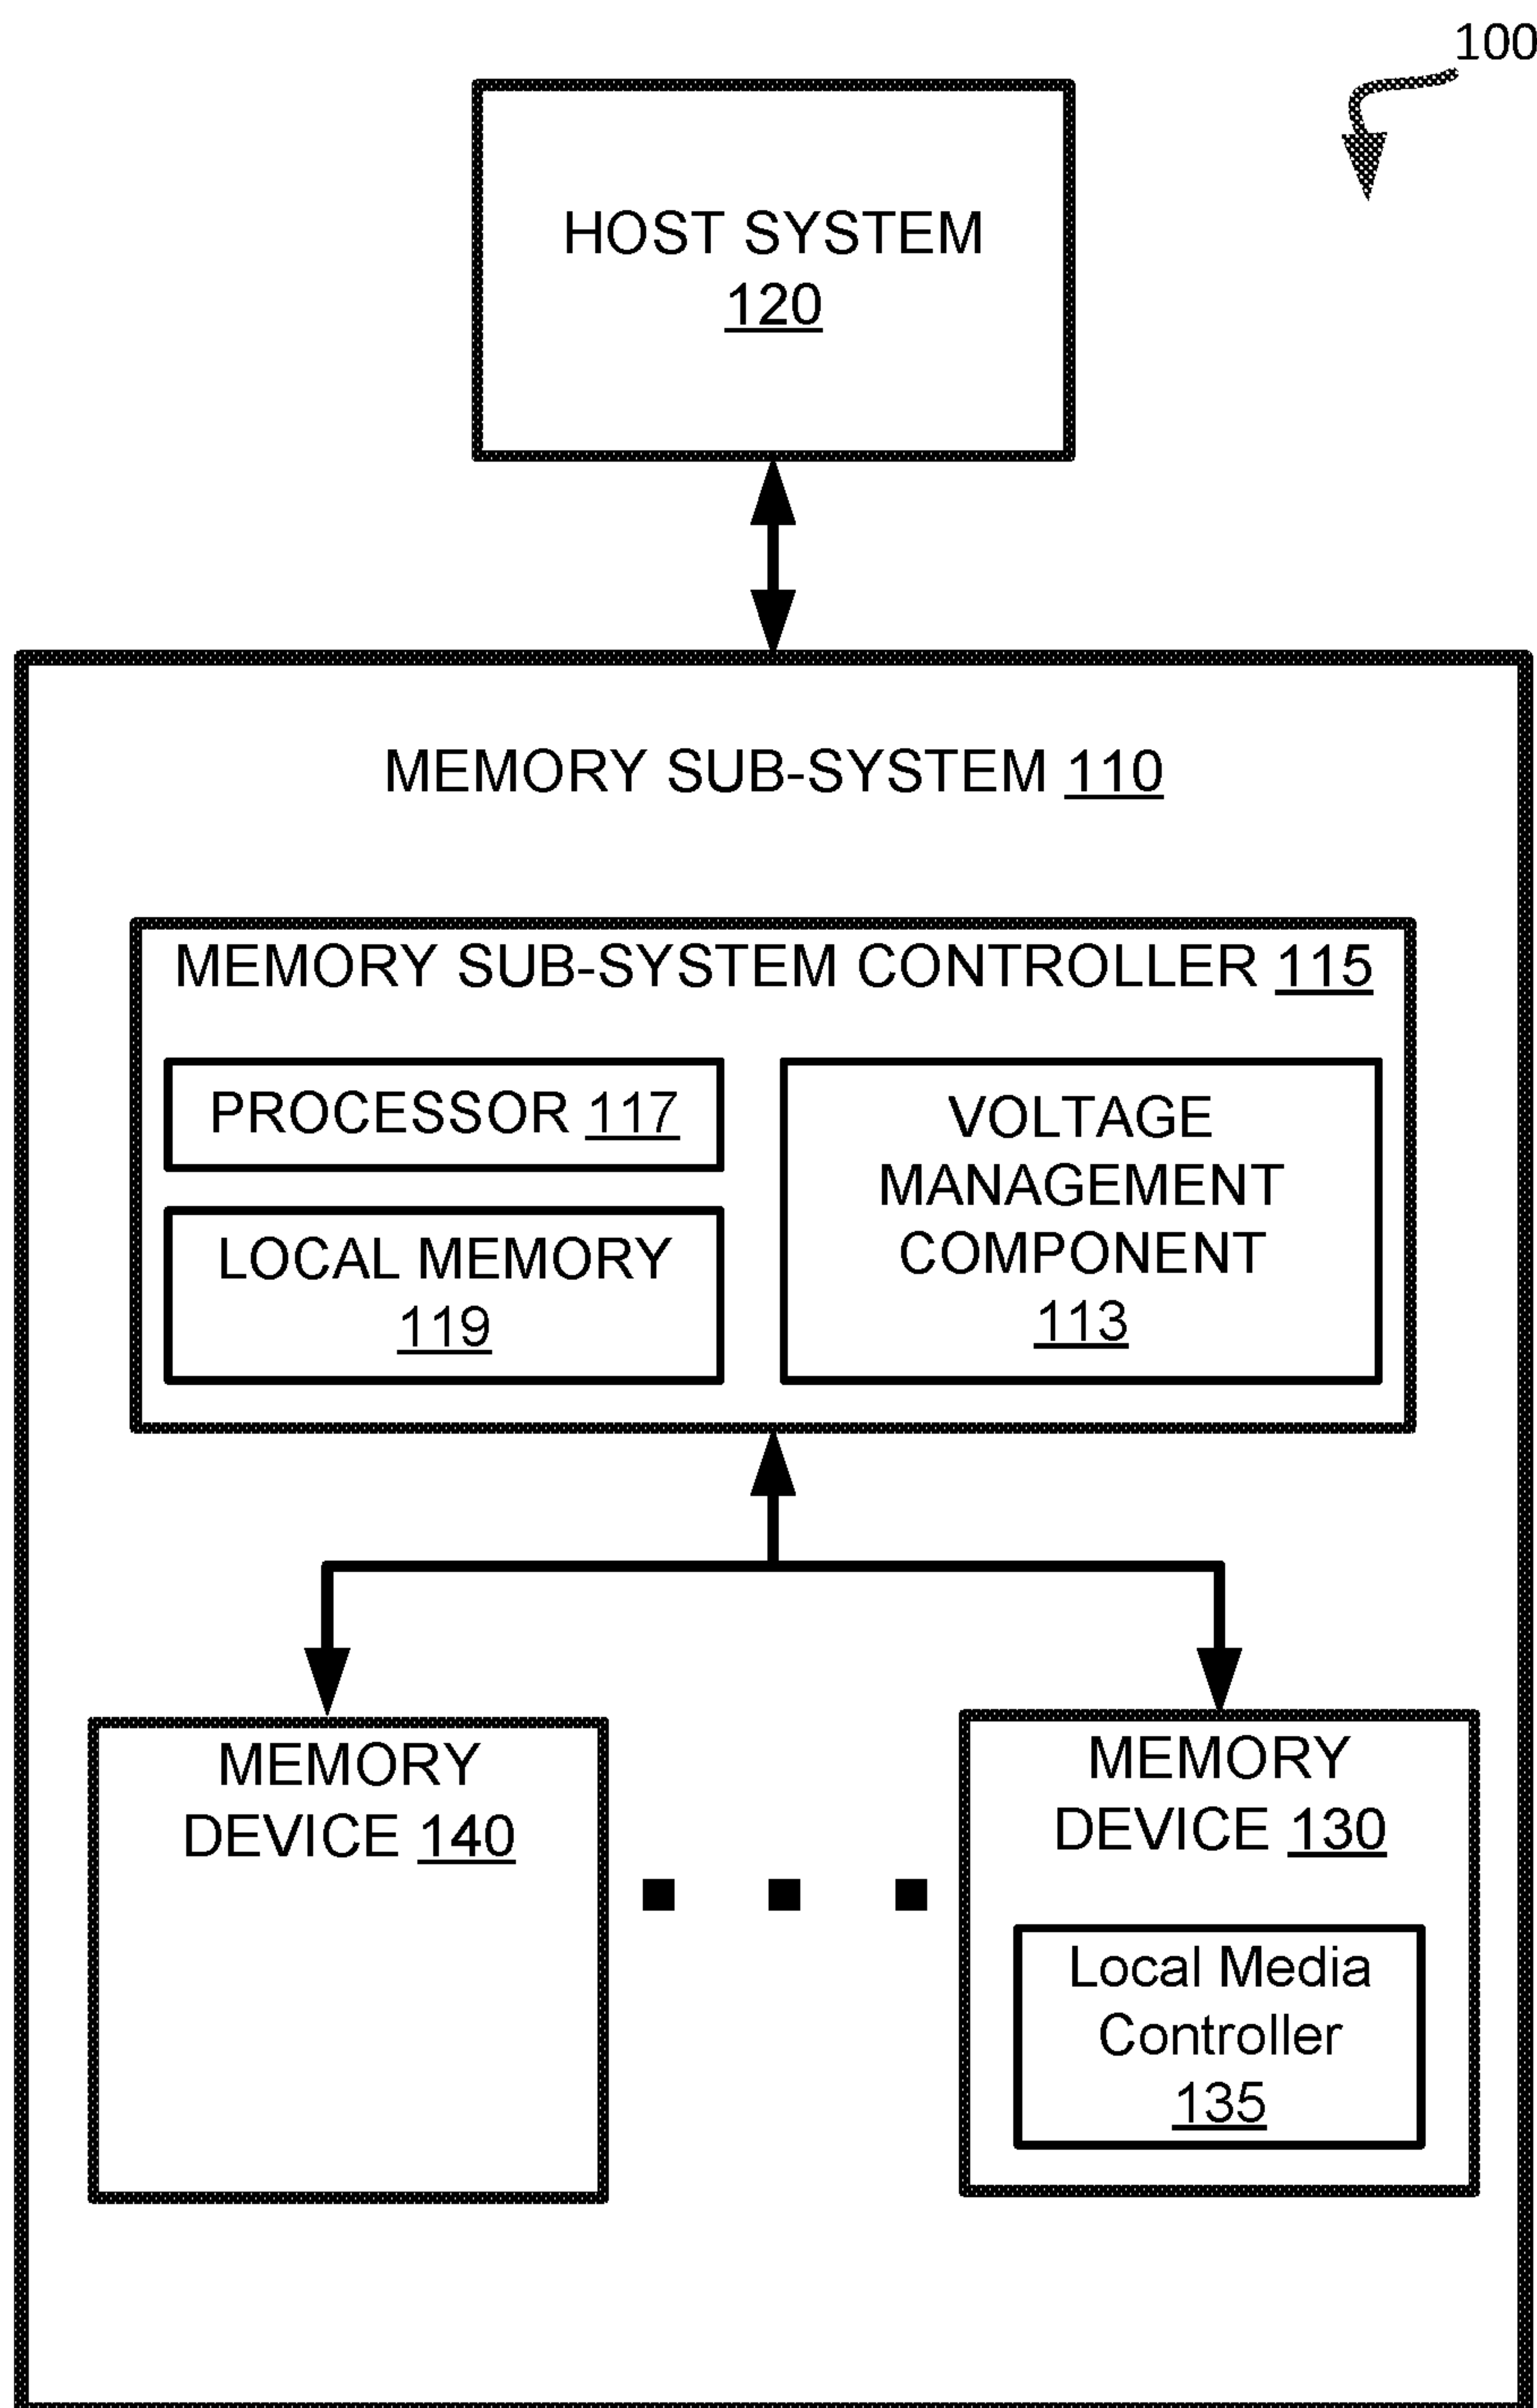 100
HOST SYSTEM
120
MEMORY SUB-SYSTEM 110
MEMORY SUB-SYSTEM CONTROLLER 115
PROCESSOR 117
LOCAL MEMORY
119
VOLTAGE
MANAGEMENT
COMPONENT
113
MEMORY
DEVICE 140
MEMORY
DEVICE 130
Local Media
Controller
135